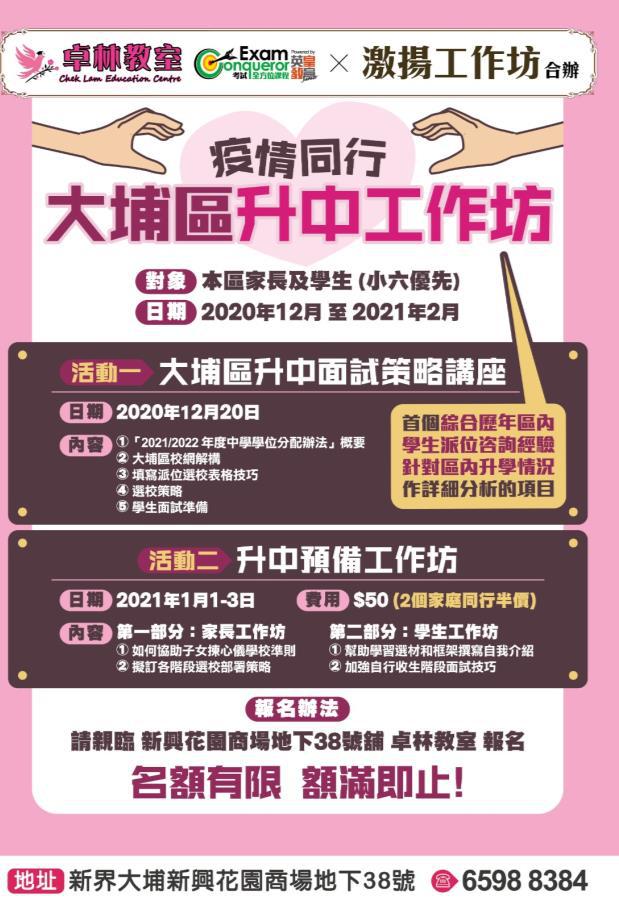 卓林教室
Chek Lam Education Centre
Exam Conqueror
考試全方位課程
Powered by
英皇教育
× 激揚工作坊 合辦
疫情同行
大埔區升中工作坊
對象 本區家長及學生 (小六優先)
日期 2020年12月 至 2021年2月
活動一 大埔區升中面試策略講座
日期 2020年12月20日
內容 ①「2021/2022 年度中學學位分配辦法」概要
② 大埔區校網解構
③ 填寫派位選校表格技巧
④ 選校策略
⑤ 學生面試準備
首個綜合歷年區內
學生派位咨詢經驗
針對區內升學情況
作詳細分析的項目
活動二 升中預備工作坊
日期 2021年1月1-3日 費用 $50 (2個家庭同行半價)
內容 第一部分：家長工作坊
① 如何協助子女揀心儀學校準則
② 擬訂各階段選校部署策略
第二部分：學生工作坊
① 幫助學習選材和框架撰寫自我介紹
② 加強自行收生階段面試技巧
報名辦法
請親臨 新興花園商場地下38號舖 卓林教室 報名
名額有限 額滿即止!
地址 新界大埔新興花園商場地下38號 ☎ 6598 8384